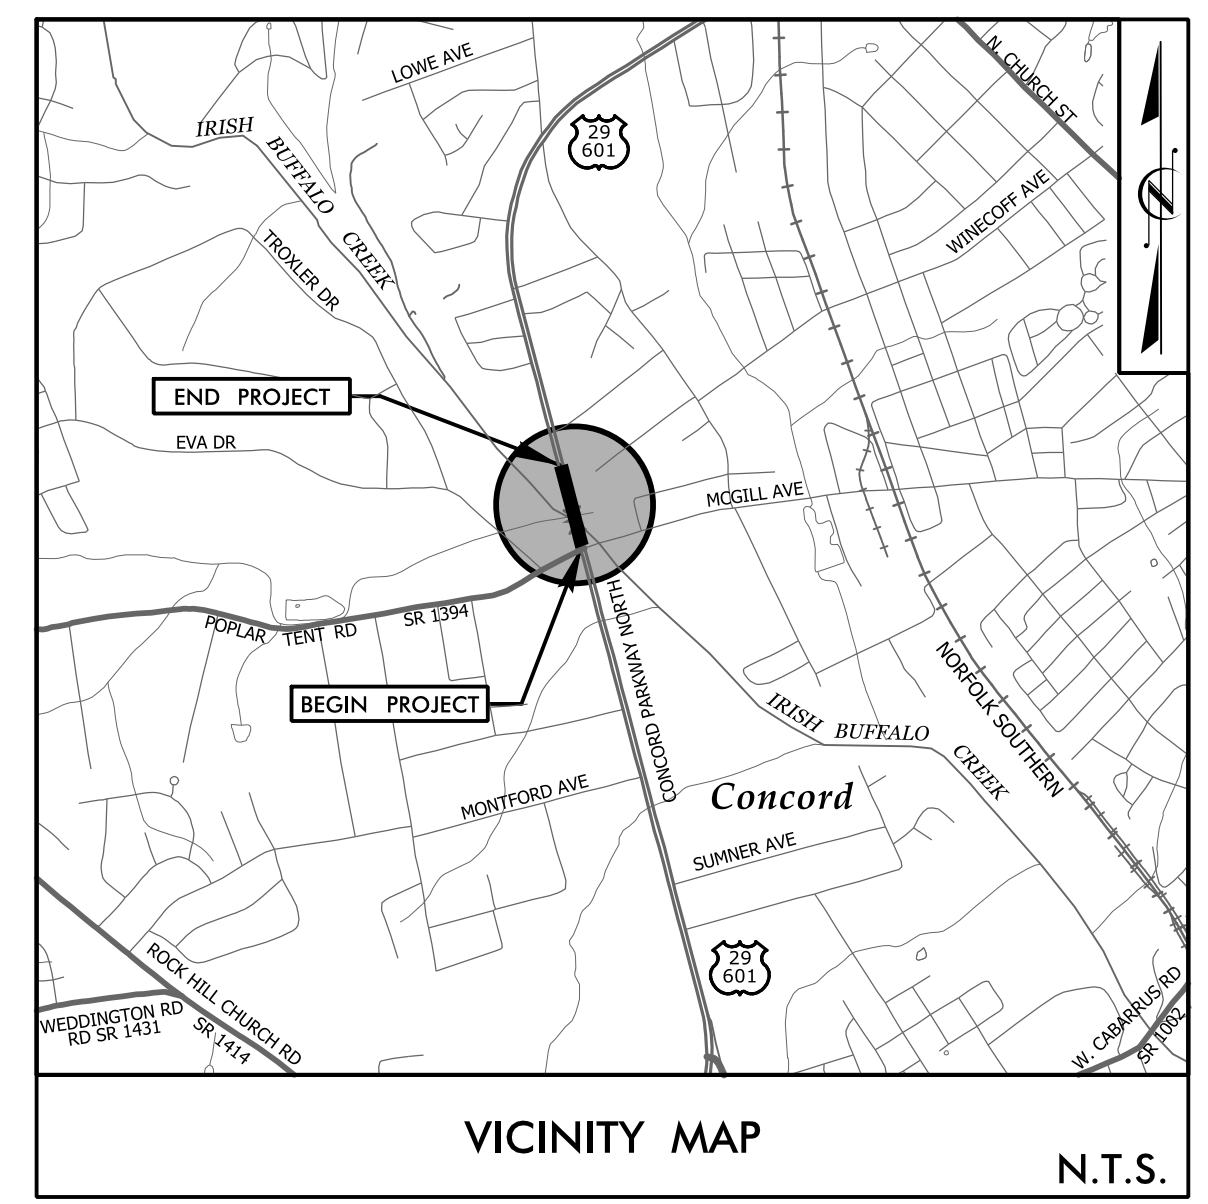 LOWE AVE
N. CHURCH ST
IRISH
BUFFALO
CREEK
29
601
WINECOFF AVE
TROXLER DR
END PROJECT
EVA DR
MCGILL AVE
POPLAR TENT RD
SR 1394
CONCORD PARKWAY NORTH
BEGIN PROJECT
NORFOLK SOUTHERN
IRISH
BUFFALO
CREEK
MONTFORD AVE
Concord
SUMNER AVE
29
601
ROCK HILL CHURCH RD
SR 1414
WEDDINGTON RD
RD SR 1431
W. CABARRUS RD
SR 1002
VICINITY MAP
N.T.S.
N